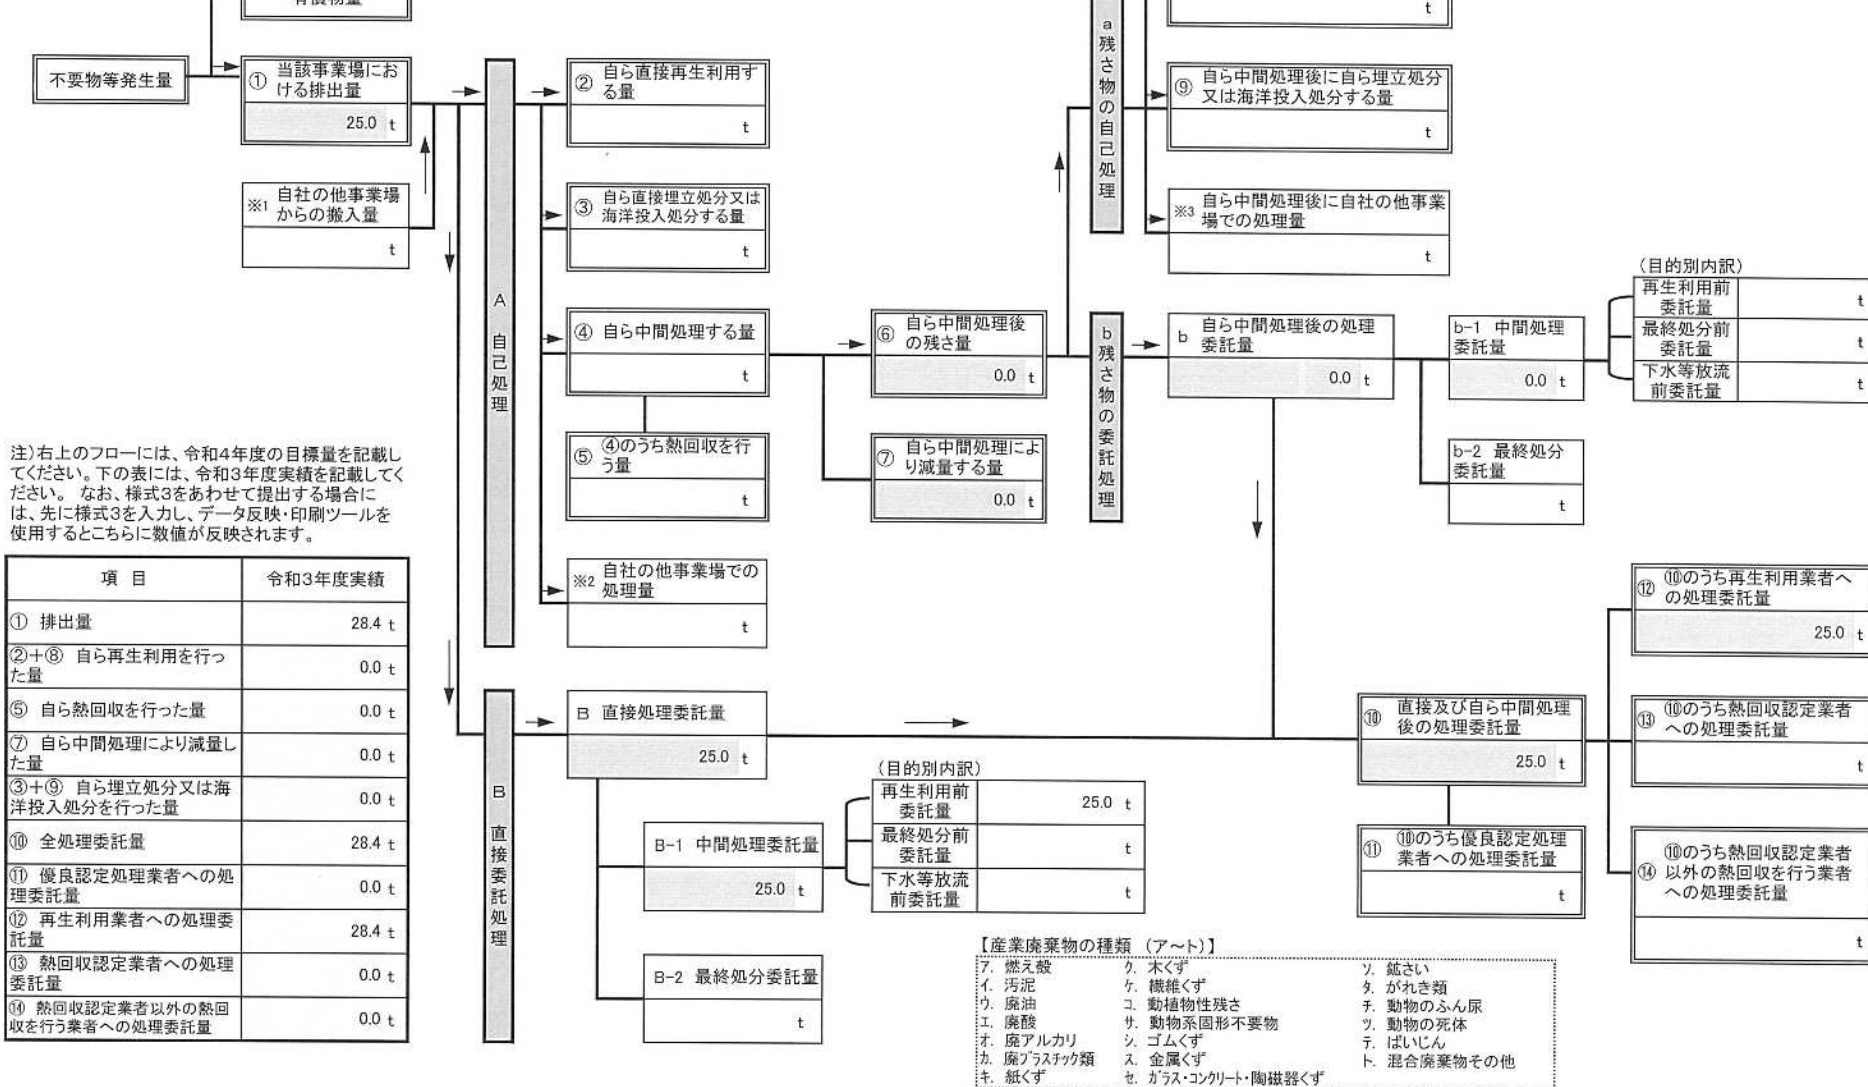 有償物量
t
不要物等発生量
① 当該事業場にお
ける排出量
25.0 t
※1 自社の他事業場
からの搬入量
t
A 自己処理
② 自ら直接再生利用す
る量
t
③ 自ら直接埋立処分又は
海洋投入処分する量
t
④ 自ら中間処理する量
t
⑤ ④のうち熱回収を行
う量
t
※2 自社の他事業場での
処理量
t
⑥ 自ら中間処理後
の残さ量
0.0 t
⑦ 自ら中間処理によ
り減量する量
0.0 t
a 残さ物の自己処理
⑨ 自ら中間処理後に自ら埋立処分
又は海洋投入処分する量
t
※3 自ら中間処理後に自社の他事業
場での処理量
t
b 残さ物の委託処理
b 自ら中間処理後の処理
委託量
0.0 t
b-1 中間処理
委託量
0.0 t
(目的別内訳)
再生利用前
委託量 t
最終処分前
委託量 t
下水等放流
前委託量 t
b-2 最終処分
委託量
t
注)右上のフローには、令和4年度の目標量を記載し
てください。下の表には、令和3年度実績を記載してく
ださい。 なお、様式3をあわせて提出する場合に
は、先に様式3を入力し、データ反映・印刷ツールを
使用するとこちらに数値が反映されます。
項 目 令和3年度実績
① 排出量 28.4 t
②+⑧ 自ら再生利用を行っ
た量 0.0 t
⑤ 自ら熱回収を行った量 0.0 t
⑦ 自ら中間処理により減量し
た量 0.0 t
③+⑨ 自ら埋立処分又は海
洋投入処分を行った量 0.0 t
⑩ 全処理委託量 28.4 t
⑪ 優良認定処理業者への処
理委託量 0.0 t
⑫ 再生利用業者への処理委
託量 28.4 t
⑬ 熱回収認定業者への処理
委託量 0.0 t
⑭ 熱回収認定業者以外の熱回
収を行う業者への処理委託量 0.0 t
B 直接委託処理
B 直接処理委託量
25.0 t
B-1 中間処理委託量
25.0 t
(目的別内訳)
再生利用前
委託量 25.0 t
最終処分前
委託量 t
下水等放流
前委託量 t
B-2 最終処分委託量
t
⑩ 直接及び自ら中間処理
後の処理委託量
25.0 t
⑪ ⑩のうち優良認定処理
業者への処理委託量
t
⑫ ⑩のうち再生利用業者へ
の処理委託量
25.0 t
⑬ ⑩のうち熱回収認定業者
への処理委託量
t
⑭ ⑩のうち熱回収認定業者
以外の熱回収を行う業者
への処理委託量
t
【産業廃棄物の種類 (ア～ト)】
ア. 燃え殻 ク. 木くず ソ. 鉱さい
イ. 汚泥 ケ. 繊維くず タ. がれき類
ウ. 廃油 コ. 動植物性残さ チ. 動物のふん尿
エ. 廃酸 サ. 動物系固形不要物 ツ. 動物の死体
オ. 廃アルカリ シ. ゴムくず テ. ばいじん
カ. 廃プラスチック類 ス. 金属くず ト. 混合廃棄物その他
キ. 紙くず セ. ガラス・コンクリート・陶磁器くず